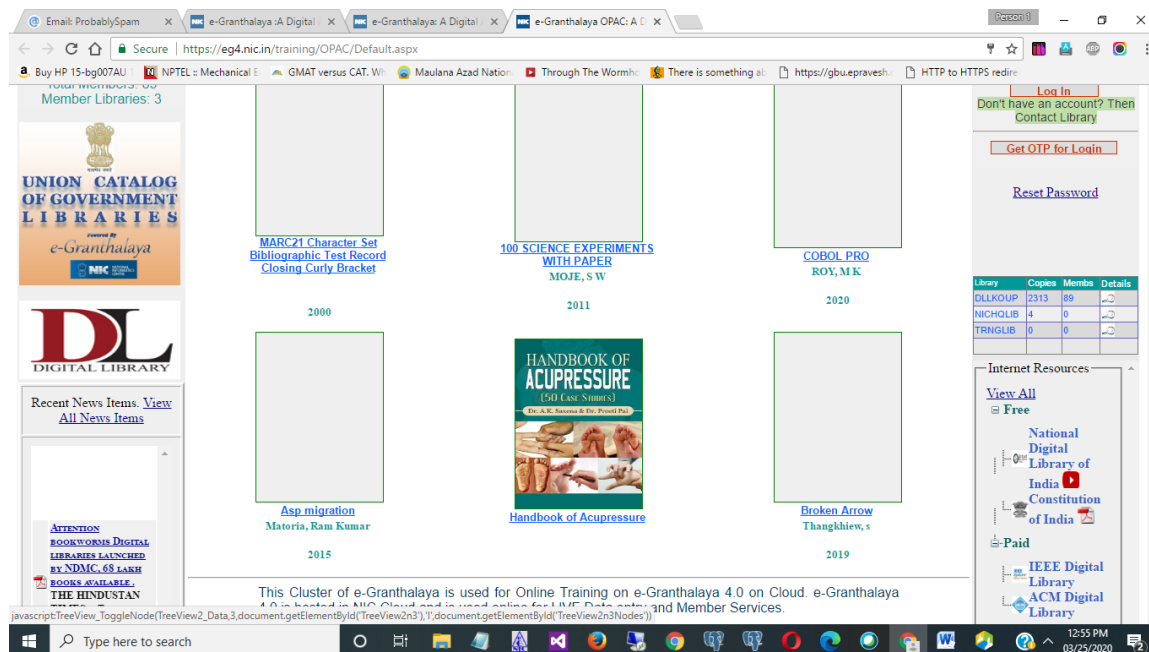 Email: ProbablySpam
e-Granthalaya :A Digital
e-Granthalaya: A Digital
e-Granthalaya OPAC: A D
Person 1
Secure | https://eg4.nic.in/training/OPAC/Default.aspx
Buy HP 15-bg007AU
NPTEL :: Mechanical E
GMAT versus CAT. Wh
Maulana Azad Nation
Through The Wormho
There is something ab
https://gbu.epravesh.c
HTTP to HTTPS redire
Member Libraries: 3
UNION CATALOG
OF GOVERNMENT
LIBRARIES
Powered By
e-Granthalaya
NIC
DL
DIGITAL LIBRARY
Recent News Items. View
All News Items
ATTENTION
BOOKWORMS DIGITAL
LIBRARIES LAUNCHED
BY NDMC, 68 LAKH
BOOKS AVAILABLE .
THE HINDUSTAN
MARC21 Character Set
Bibliographic Test Record
Closing Curly Bracket
2000
100 SCIENCE EXPERIMENTS
WITH PAPER
MOJE, S W
2011
COBOL PRO
ROY, M K
2020
Asp migration
Matoria, Ram Kumar
2015
HANDBOOK OF
ACUPRESSURE
(50 CASE STUDIES)
Dr. A.K. Saxena & Dr. Preeti Pai
Handbook of Acupressure
Broken Arrow
Thangkhiew, s
2019
This Cluster of e-Granthalaya is used for Online Training on e-Granthalaya 4.0 on Cloud. e-Granthalaya
4.0 is hosted in NIC Cloud and is used online for LIVE Data entry and Member Services.
Log In
Don't have an account? Then
Contact Library
Get OTP for Login
Reset Password
Library Copies Membs Details
DLLKOUP 2313 89
NICHQLIB 4 0
TRNGLIB 0 0
Internet Resources
View All
Free
National
Digital
Library of
India
Constitution
of India
Paid
IEEE Digital
Library
ACM Digital
Library
javascript:TreeView_ToggleNode(TreeView2_Data,3,document.getElementById('TreeView2n3'),'l',document.getElementById('TreeView2n3Nodes'))
Type here to search
12:55 PM
03/25/2020